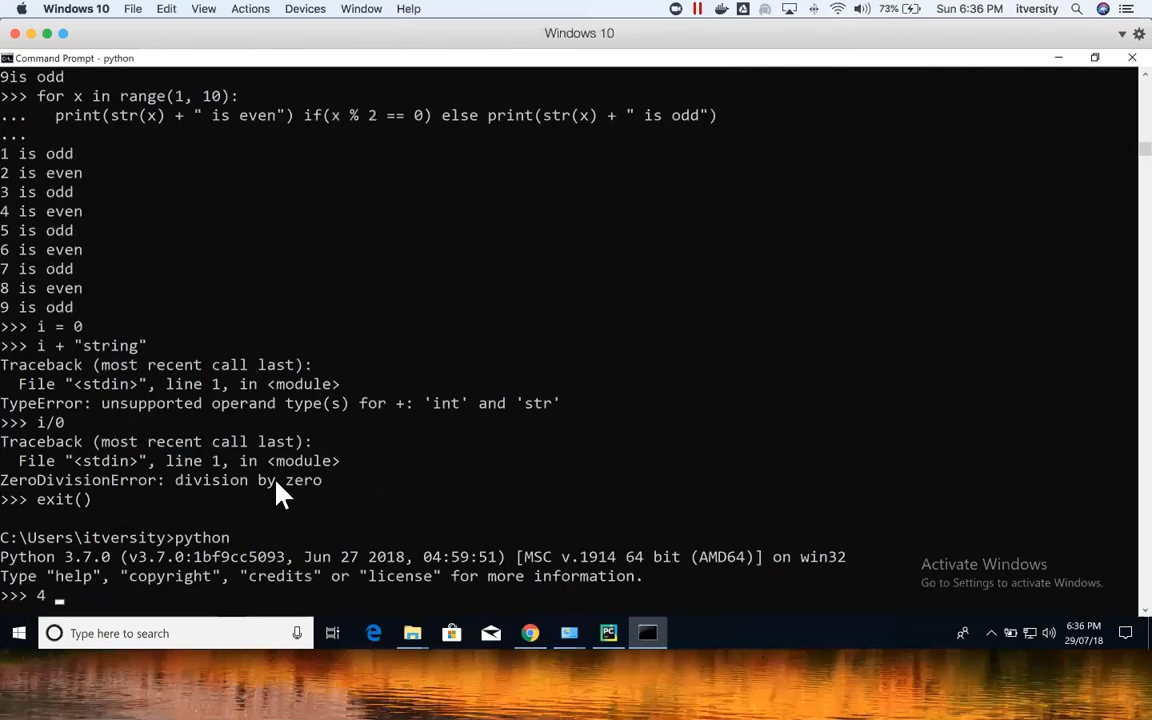 Windows 10 File Edit View Actions Devices Window Help 73% Sun 6:36 PM itversity
Windows 10
Command Prompt - python
9is odd
>>> for x in range(1, 10):
...   print(str(x) + " is even") if(x % 2 == 0) else print(str(x) + " is odd")
...
1 is odd
2 is even
3 is odd
4 is even
5 is odd
6 is even
7 is odd
8 is even
9 is odd
>>> i = 0
>>> i + "string"
Traceback (most recent call last):
  File "<stdin>", line 1, in <module>
TypeError: unsupported operand type(s) for +: 'int' and 'str'
>>> i/0
Traceback (most recent call last):
  File "<stdin>", line 1, in <module>
ZeroDivisionError: division by zero
>>> exit()
C:\Users\itversity>python
Python 3.7.0 (v3.7.0:1bf9cc5093, Jun 27 2018, 04:59:51) [MSC v.1914 64 bit (AMD64)] on win32
Type "help", "copyright", "credits" or "license" for more information.
>>> 4 _
Activate Windows
Go to Settings to activate Windows.
Type here to search
PC
6:36 PM
29/07/18